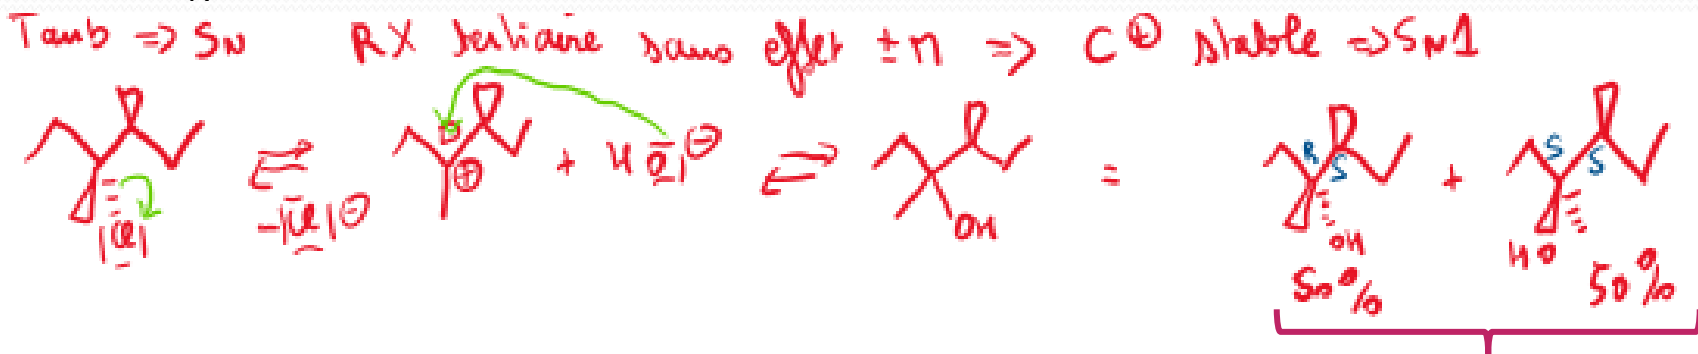 Tamb => SN RX tertiaire sans effet ±M => C⊕ stable => SN1
|Cl| -|Cl|⊖ ⊕ + HO|⊖ OH = R S OH + S S HO
50% 50%